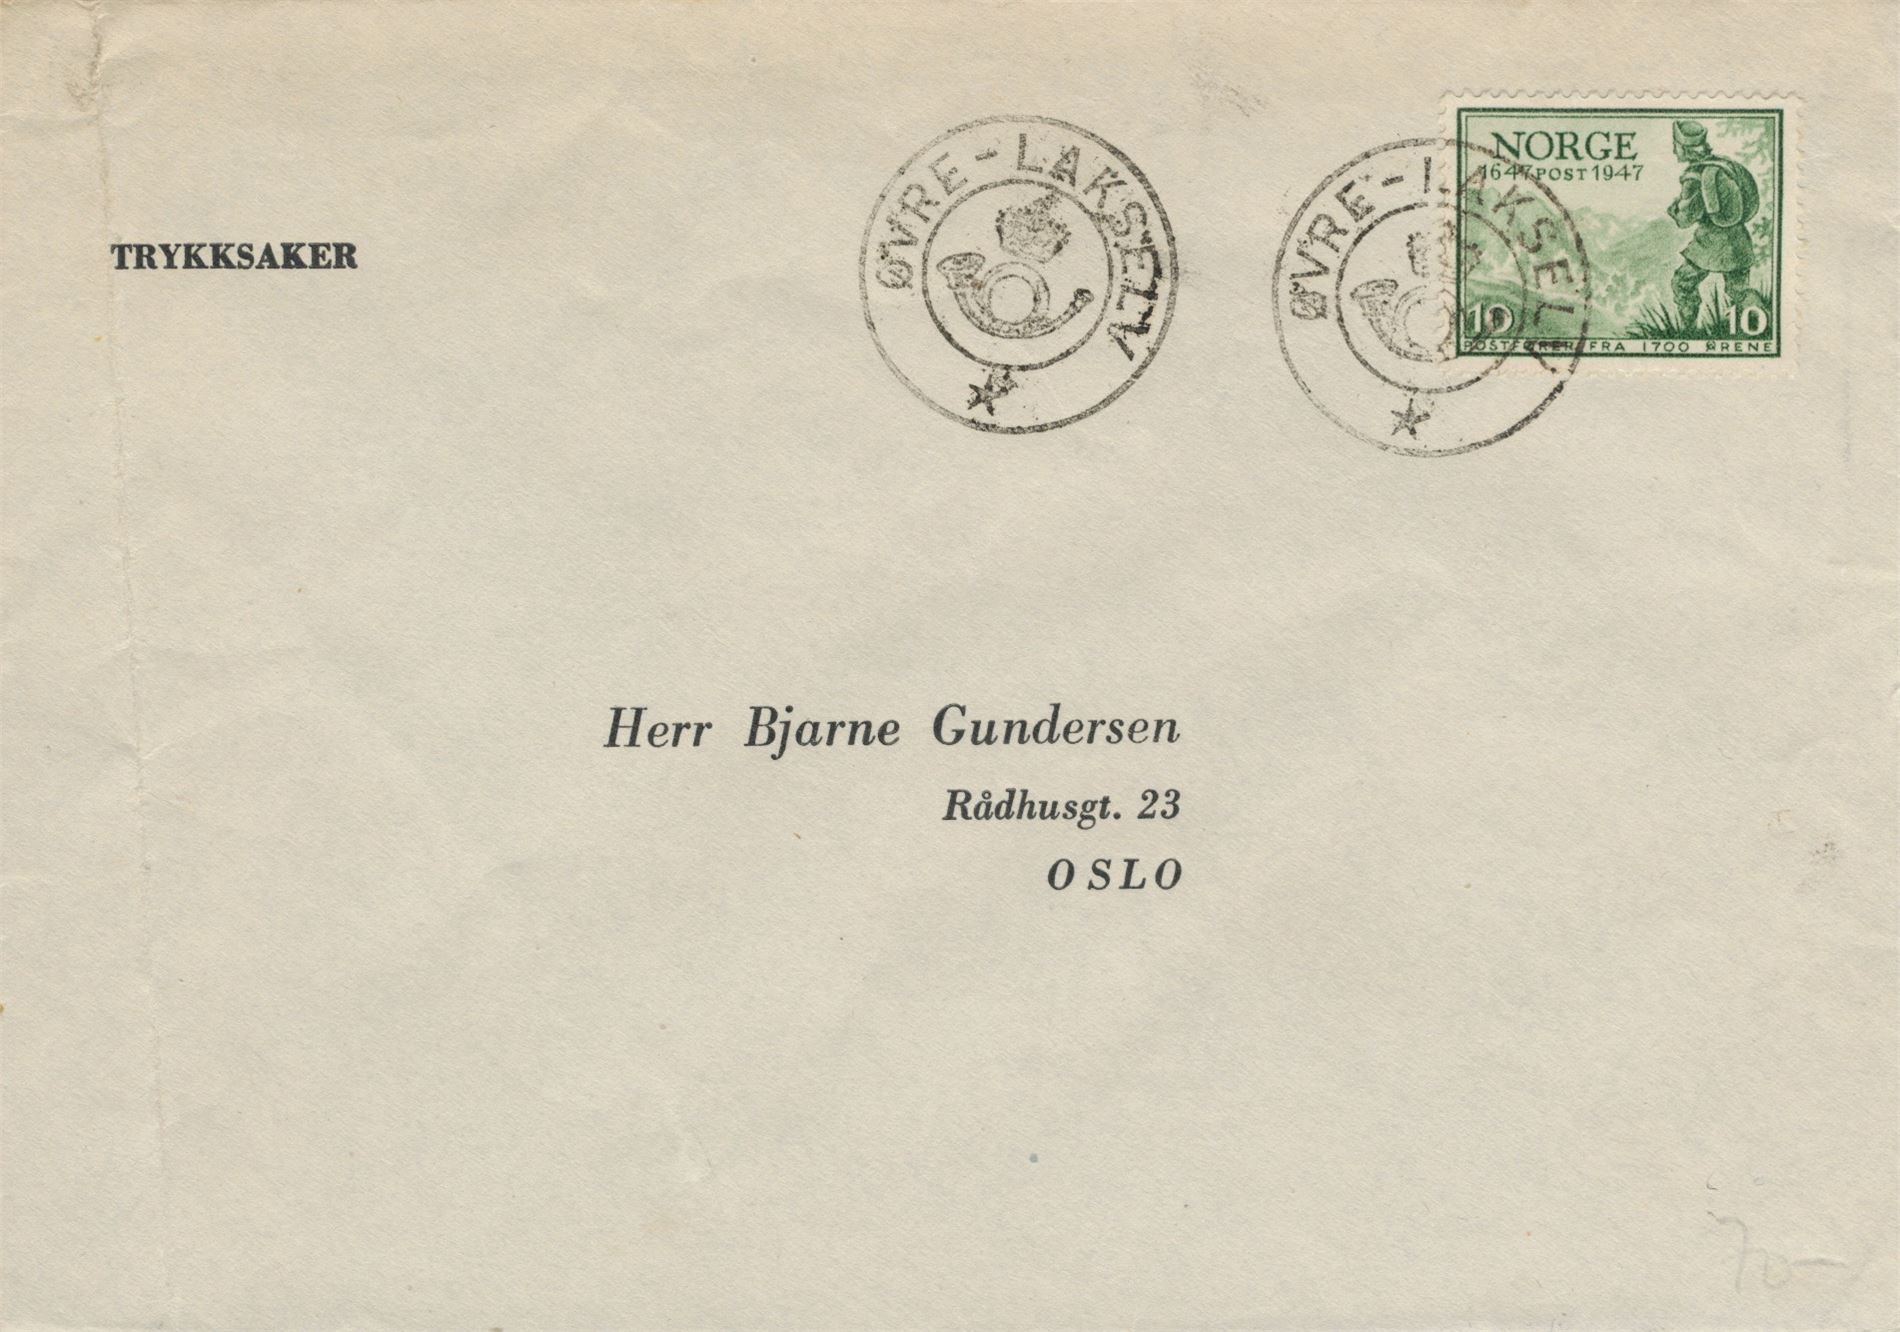 ØVRE-LAKSELV
ØVRE-LAKSELV
NORGE
1647 POST 1947
10 10
POSTFØRER FRA 1700 ÅRENE
TRYKKSAKER
Herr Bjarne Gundersen
Rådhusgt. 23
OSLO
70-